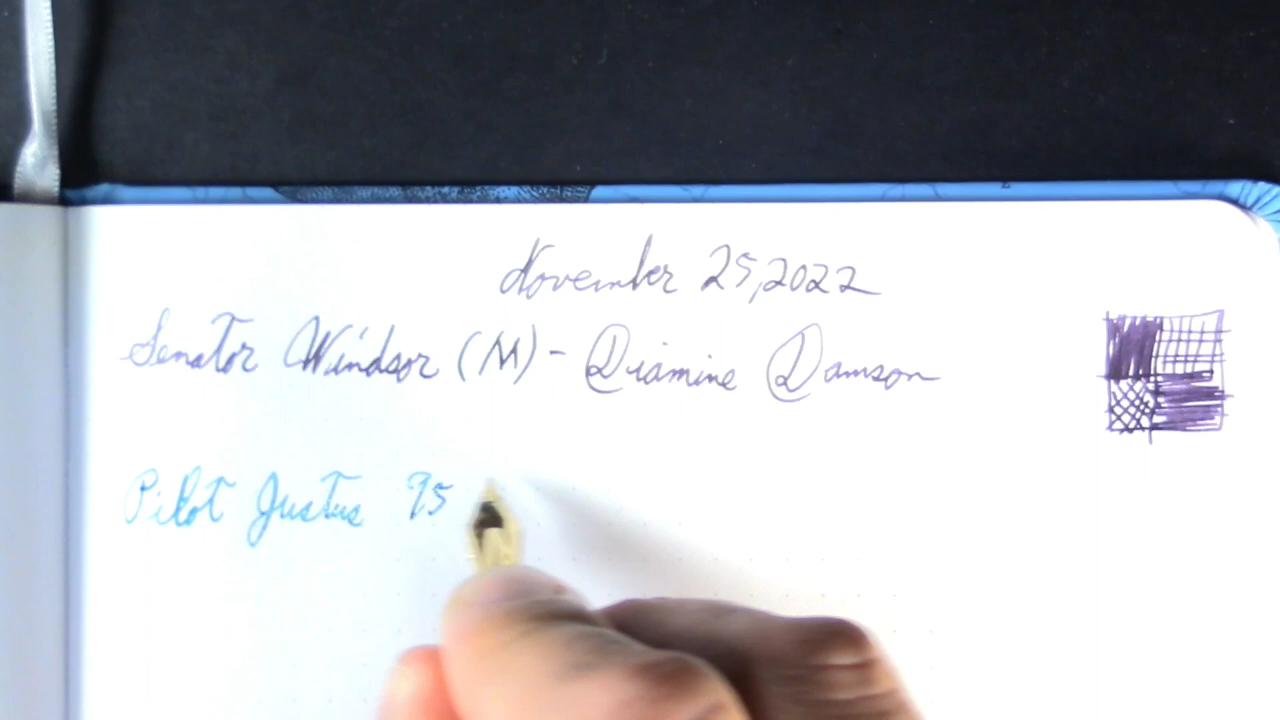 November 25, 2022
Senator Windsor (M) - Diamine Damson
Pilot Justus 95